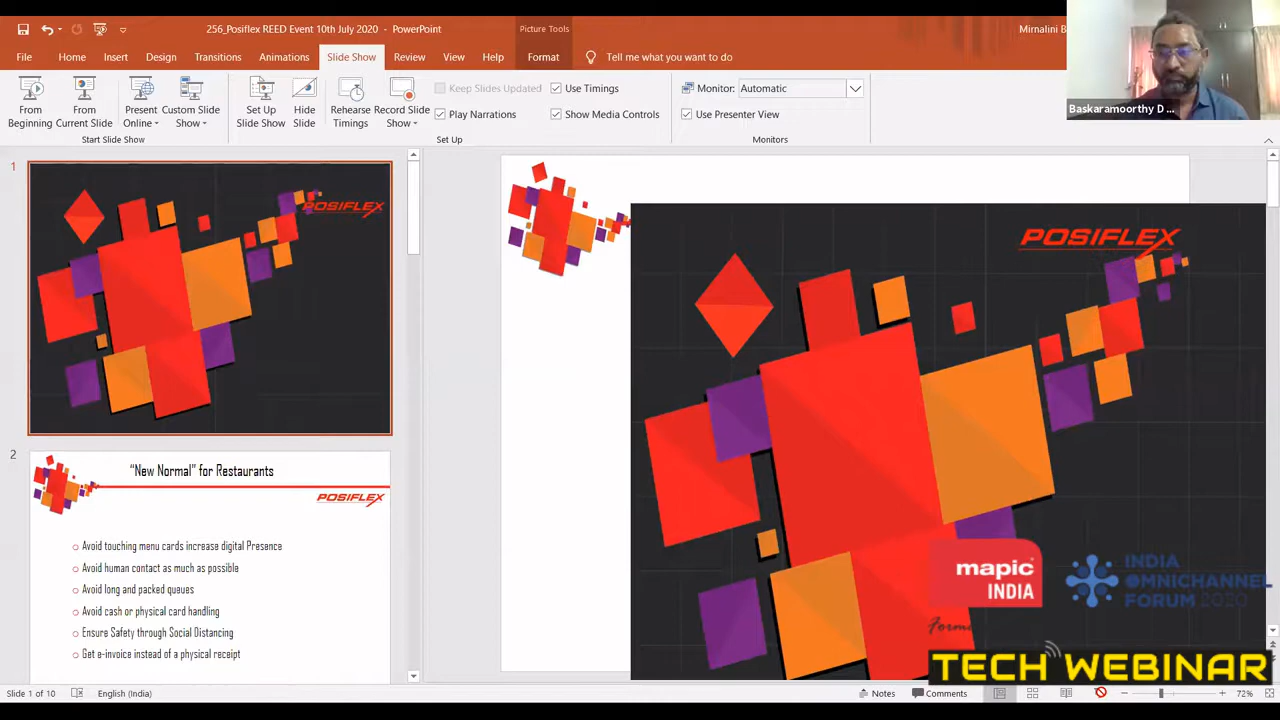 256_Posiflex REED Event 10th July 2020 - PowerPoint
Picture Tools
Mirnalini B
File
Home
Insert
Design
Transitions
Animations
Slide Show
Review
View
Help
Format
Tell me what you want to do
From Beginning
From Current Slide
Present Online
Custom Slide Show
Set Up Slide Show
Hide Slide
Rehearse Timings
Record Slide Show
Keep Slides Updated
Play Narrations
Use Timings
Show Media Controls
Monitor: Automatic
Use Presenter View
Start Slide Show
Set Up
Monitors
Baskaramoorthy D ...
1
POSIFLEX
2
"New Normal" for Restaurants
POSIFLEX
Avoid touching menu cards increase digital Presence
Avoid human contact as much as possible
Avoid long and packed queues
Avoid cash or physical card handling
Ensure Safety through Social Distancing
Get e-invoice instead of a physical receipt
POSIFLEX
mapic
INDIA
INDIA
OMNICHANNEL
FORUM 2020
TECH WEBINAR
Slide 1 of 10
English (India)
Notes
Comments
72%